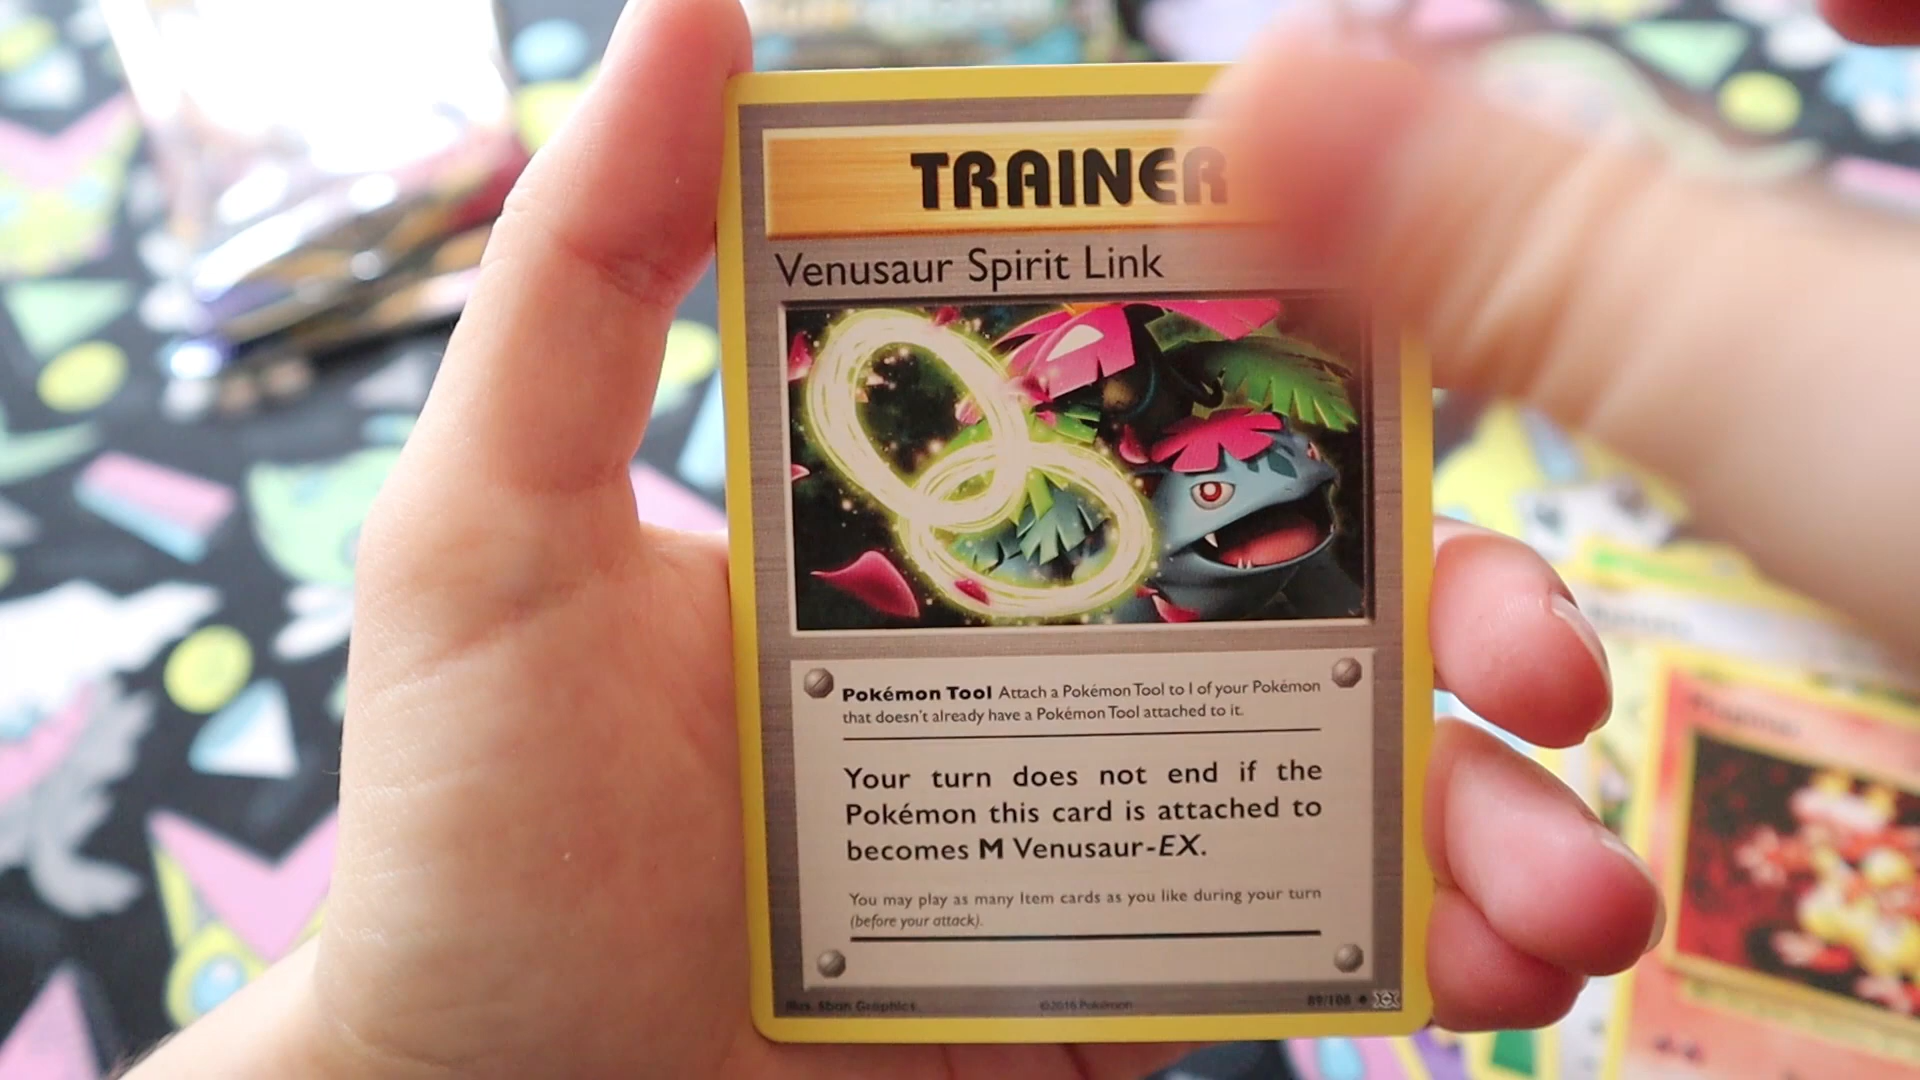 TRAINER
Venusaur Spirit Link
Pokémon Tool Attach a Pokémon Tool to 1 of your Pokémon
that doesn't already have a Pokémon Tool attached to it.
Your turn does not end if the
Pokémon this card is attached to
becomes M Venusaur-EX.
You may play as many Item cards as you like during your turn
(before your attack).
Illus. 5ban Graphics
©2016 Pokémon
89/108